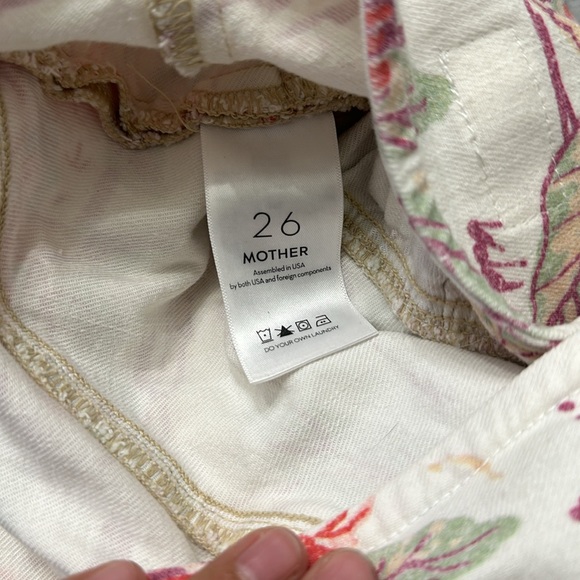 26
MOTHER
Assembled in USA
by both USA and foreign components
DO YOUR OWN LAUNDRY